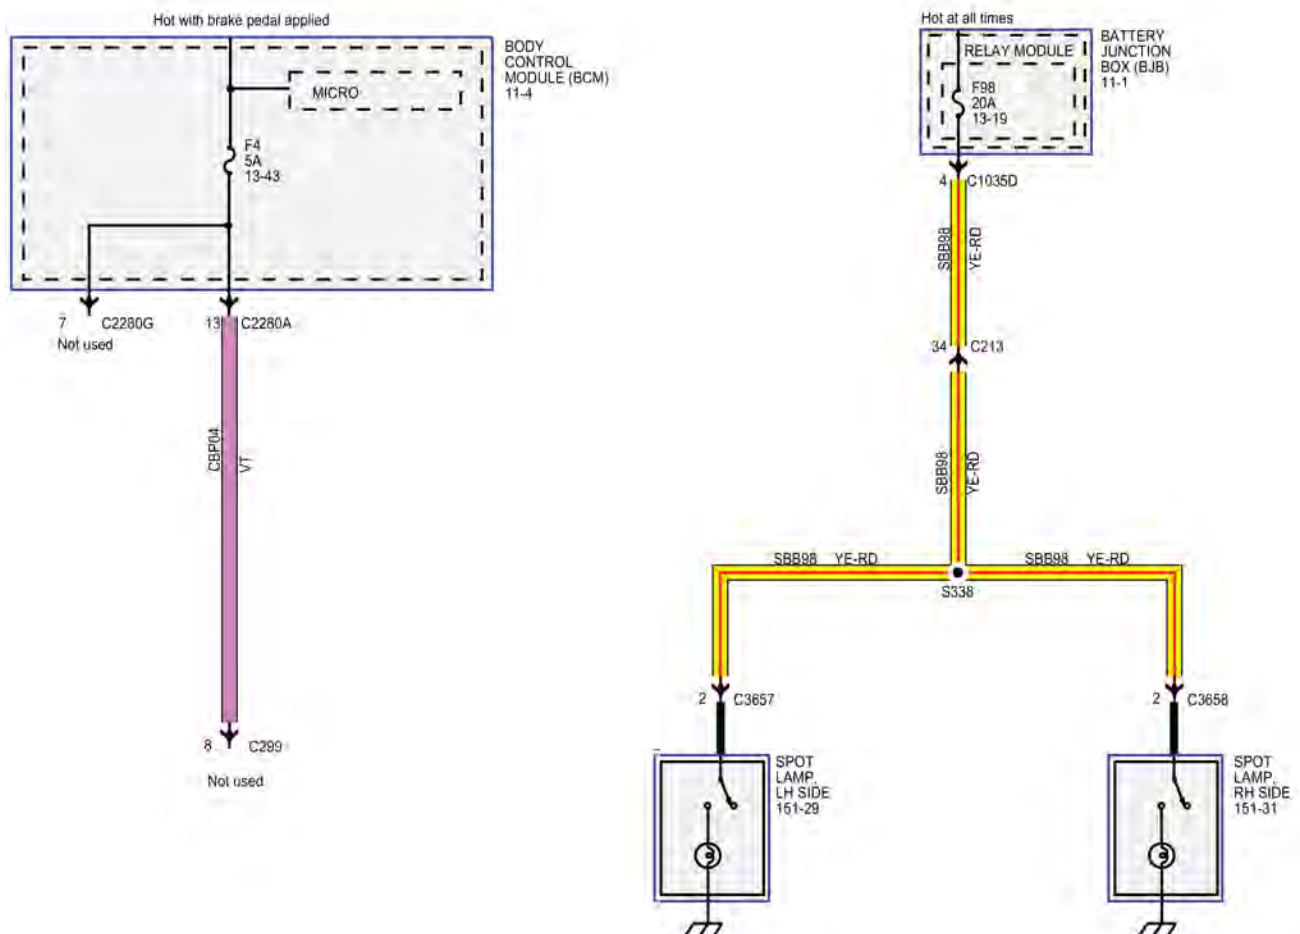 Hot with brake pedal applied
BODY
CONTROL
MODULE (BCM)
11-4
MICRO
F4
5A
13-43
7 C2280G
Not used
13 C2280A
CBP04
VT
8 C299
Not used
Hot at all times
BATTERY
JUNCTION
BOX (BJB)
11-1
RELAY MODULE
F98
20A
13-19
4 C1035D
SBB98
YE-RD
34 C213
SBB98
YE-RD
SBB98 YE-RD
SBB98 YE-RD
S338
2 C3657
2 C3658
SPOT
LAMP,
LH SIDE
151-29
SPOT
LAMP,
RH SIDE
151-31